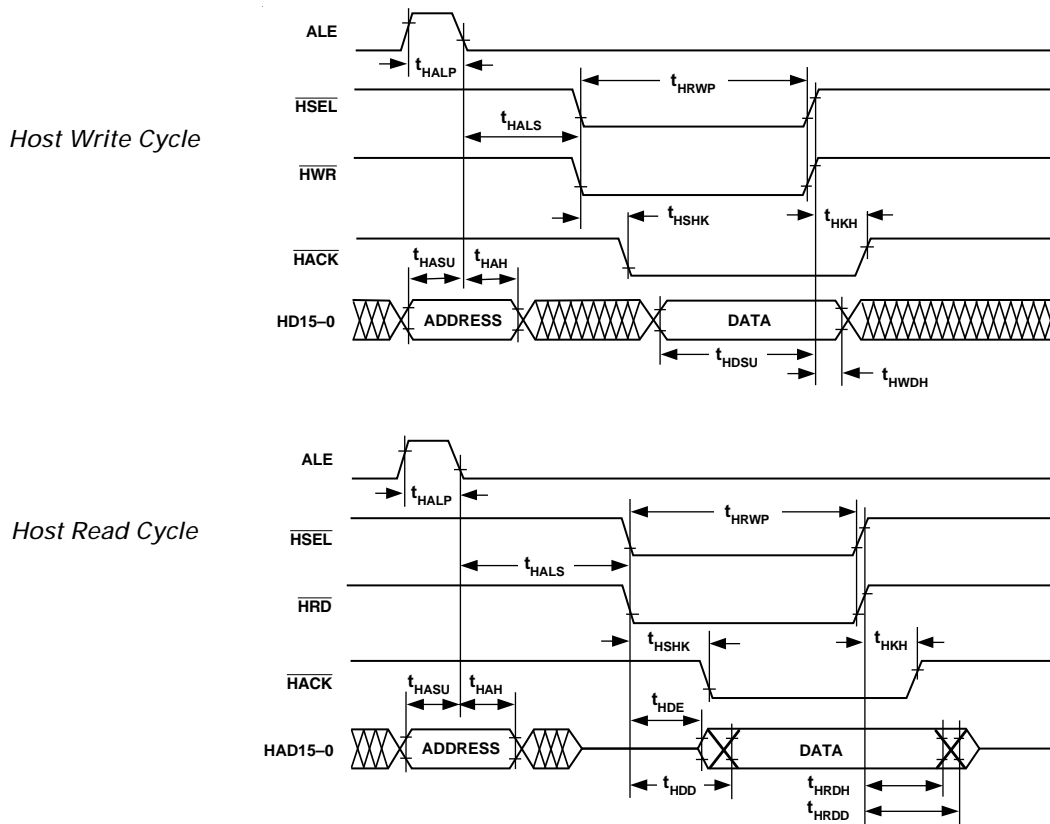 ALE
tHALP
tHRWP
HSEL
Host Write Cycle
tHALS
HWR
tHSHK
tHKH
HACK
tHASU
tHAH
HD15–0
ADDRESS
DATA
tHDSU
tHWDH
ALE
tHALP
Host Read Cycle
HSEL
tHRWP
tHALS
HRD
tHSHK
tHKH
HACK
tHASU
tHAH
tHDE
HAD15–0
ADDRESS
DATA
tHDD
tHRDH
tHRDD